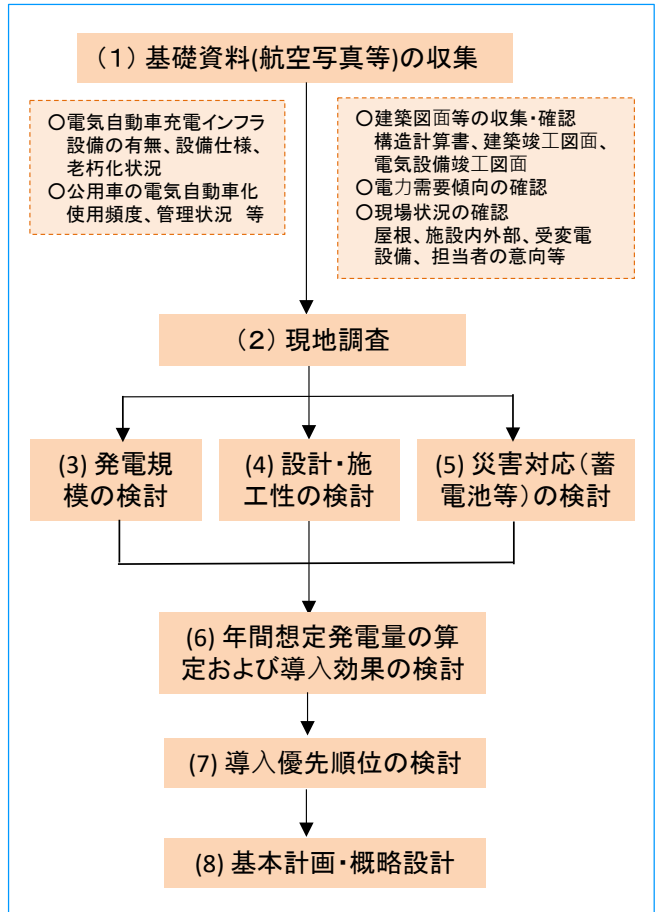 （１）基礎資料(航空写真等)の収集
○電気自動車充電インフラ
設備の有無、設備仕様、
老朽化状況
○公用車の電気自動車化
使用頻度、管理状況 等
○建築図面等の収集・確認
構造計算書、建築竣工図面、
電気設備竣工図面
○電力需要傾向の確認
○現場状況の確認
屋根、施設内外部、受変電
設備、担当者の意向等
（２）現地調査
(3) 発電規
模の検討
(4) 設計・施
工性の検討
(5) 災害対応（蓄
電池等）の検討
(6) 年間想定発電量の算
定および導入効果の検討
(7) 導入優先順位の検討
(8) 基本計画・概略設計